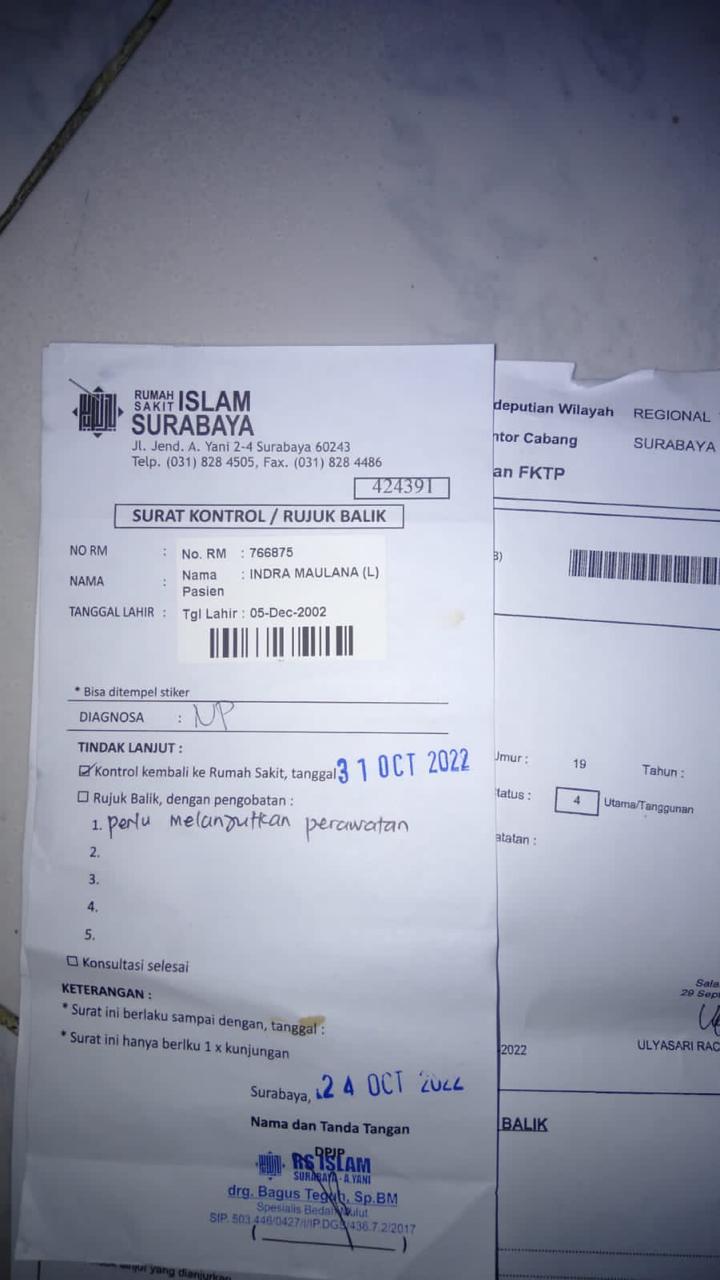 RUMAH SAKIT ISLAM
SURABAYA
Jl. Jend. A. Yani 2-4 Surabaya 60243
Telp. (031) 828 4505, Fax. (031) 828 4486
424391
SURAT KONTROL / RUJUK BALIK
NO RM : No. RM : 766875
NAMA : Nama Pasien : INDRA MAULANA (L)
TANGGAL LAHIR : Tgl Lahir : 05-Dec-2002
* Bisa ditempel stiker
DIAGNOSA : NP
TINDAK LANJUT :
☑ Kontrol kembali ke Rumah Sakit, tanggal 31 OCT 2022
☐ Rujuk Balik, dengan pengobatan :
1. perlu melanjutkan perawatan
2.
3.
4.
5.
☐ Konsultasi selesai
KETERANGAN :
* Surat ini berlaku sampai dengan, tanggal :
* Surat ini hanya berlku 1 x kunjungan
Surabaya, 24 OCT 2022
Nama dan Tanda Tangan
DPJP
RS ISLAM
SURABAYA - A.YANI
drg. Bagus Teguh, Sp.BM
Spesialis Bedah Mulut
SIP. 503.446/0427/I/IP.DGS/436.7.2/2017
(                    )
deputian Wilayah REGIONAL
ntor Cabang SURABAYA
an FKTP
Umur : 19 Tahun :
tatus : 4 Utama/Tanggunan
atatan :
Sala
29 Sept
2022 ULYASARI RAC
BALIK
lanjut yang dianjurkan